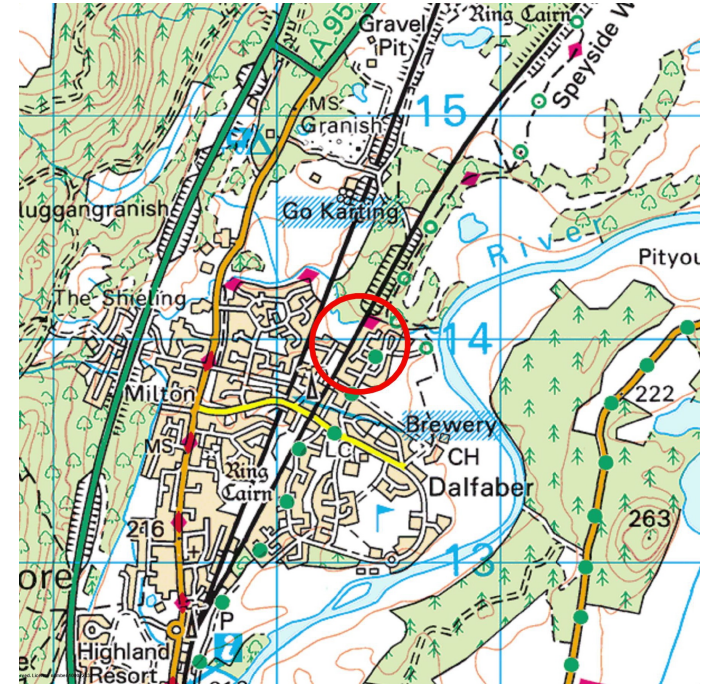 Ring Cairn
Gravel
Pit
A 95
Speyside W
MS
Granish
15
luggangranish
Go Karting
River
Pityou
The Shieling
14
Milton
222
MS
Brewery
LC
CH
Ring
Cairn
Dalfaber
216
263
13
ore
P
i
Highland
Resort